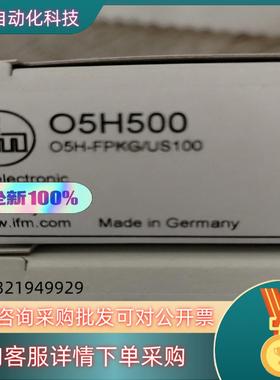 自动化科技
O5H500
O5H-FPKG/US100
electronic
全新100%
w.ifm.com
Made in Germany
321949929
咨询采购批发可对公开票
客服详情下单采购